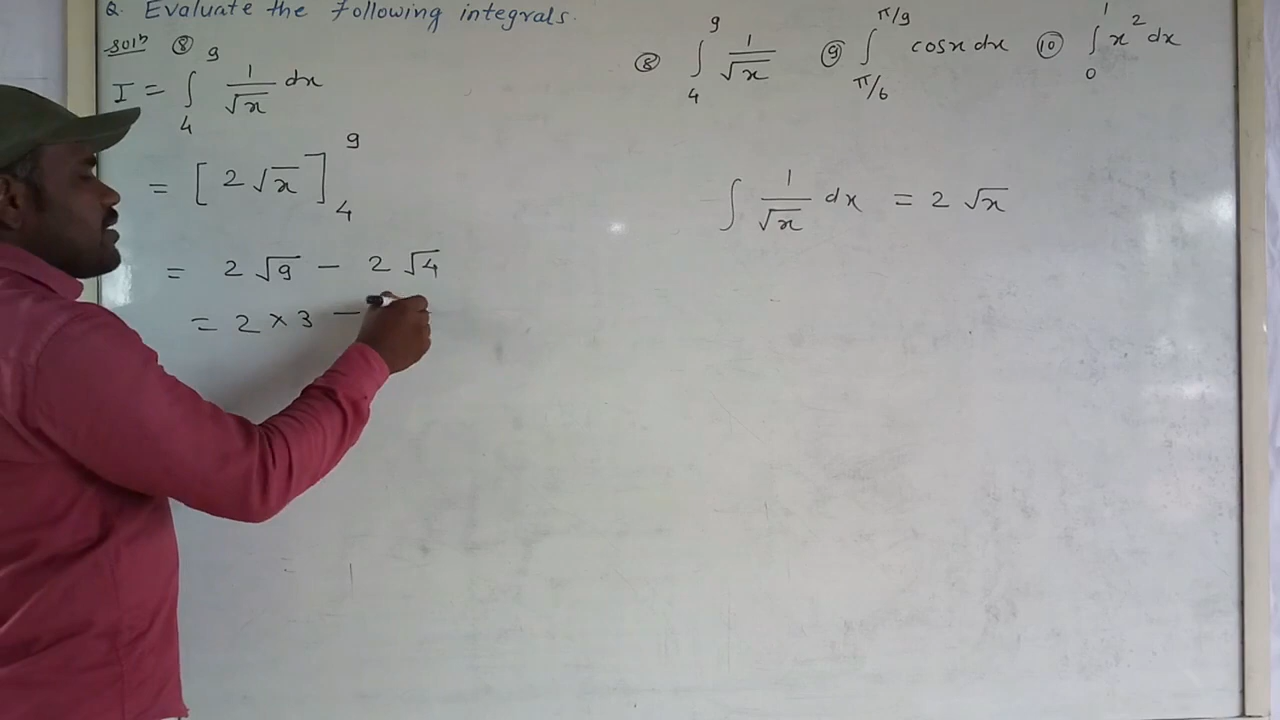 Q. Evaluate the following integrals.
Solⁿ ⑧
I = ∫₄⁹ 1/√x dx
= [2√x]₄⁹
= 2√9 − 2√4
= 2 × 3 −
⑧ ∫₄⁹ 1/√x ⑨ ∫_{π/6}^{π/9} cosx dx ⑩ ∫₀¹ x² dx
∫ 1/√x dx = 2√x